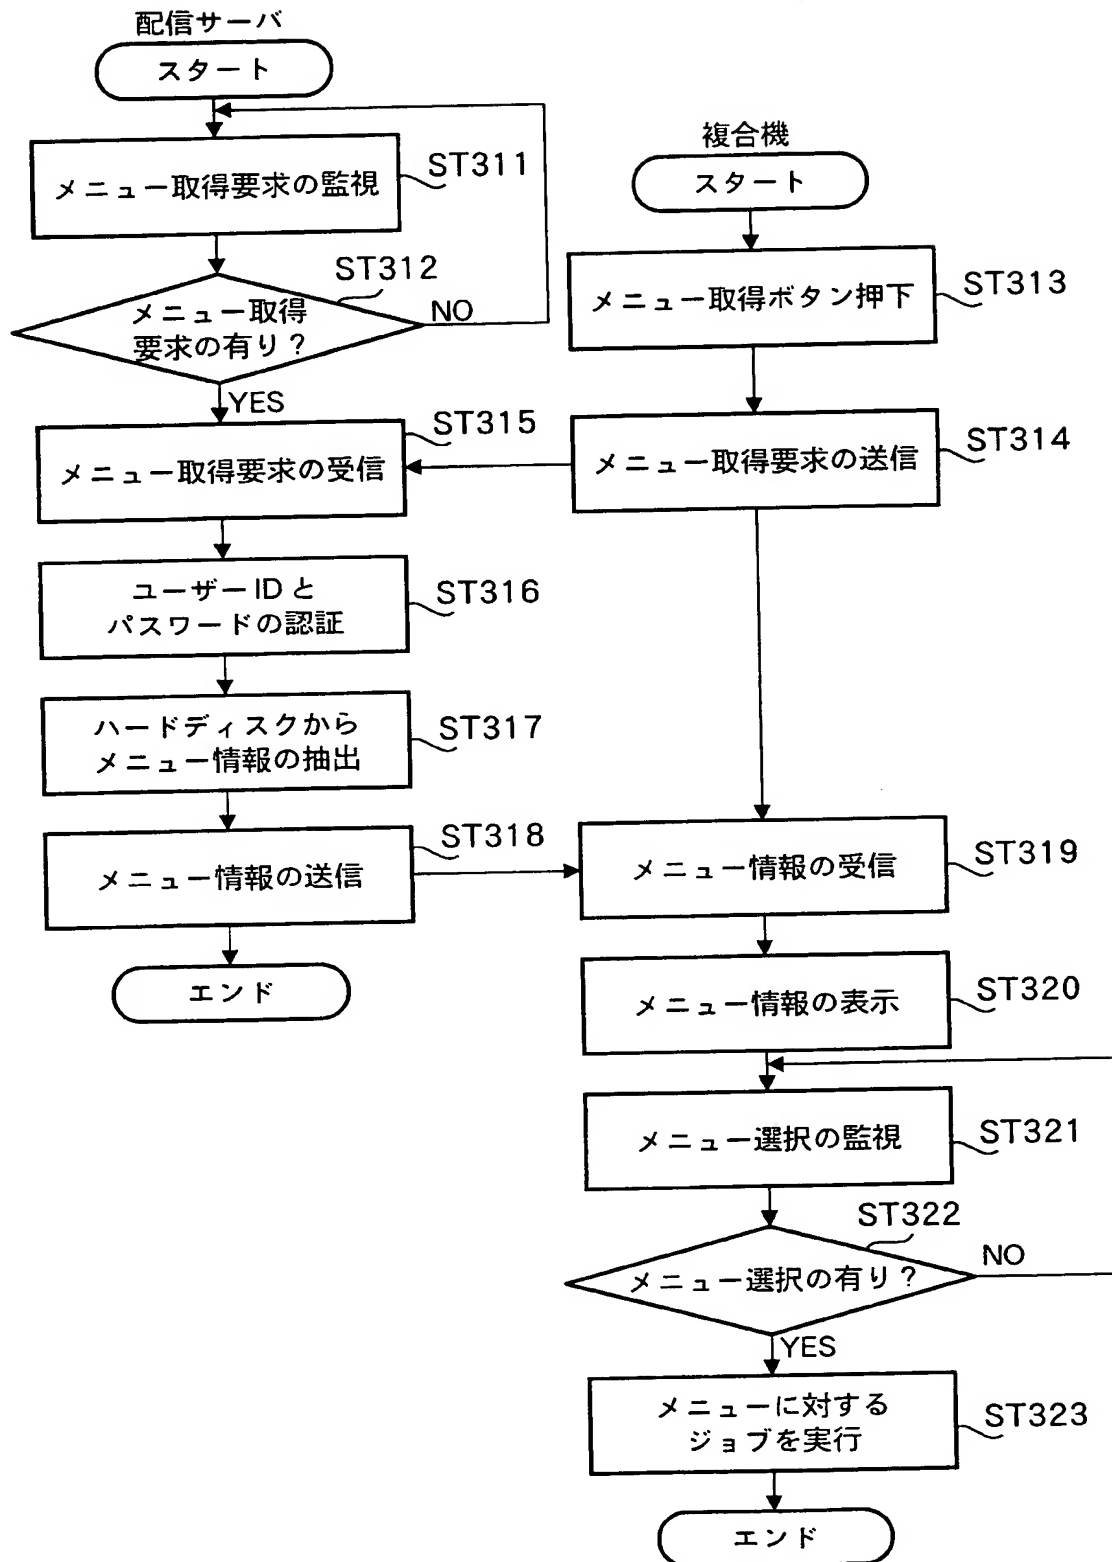 配信サーバ
スタート
メニュー取得要求の監視
ST311
メニュー取得
要求の有り？
ST312
NO
YES
メニュー取得要求の受信
ST315
ユーザーIDと
パスワードの認証
ST316
ハードディスクから
メニュー情報の抽出
ST317
メニュー情報の送信
ST318
エンド
複合機
スタート
メニュー取得ボタン押下
ST313
メニュー取得要求の送信
ST314
メニュー情報の受信
ST319
メニュー情報の表示
ST320
メニュー選択の監視
ST321
ST322
メニュー選択の有り？
NO
YES
メニューに対する
ジョブを実行
ST323
エンド